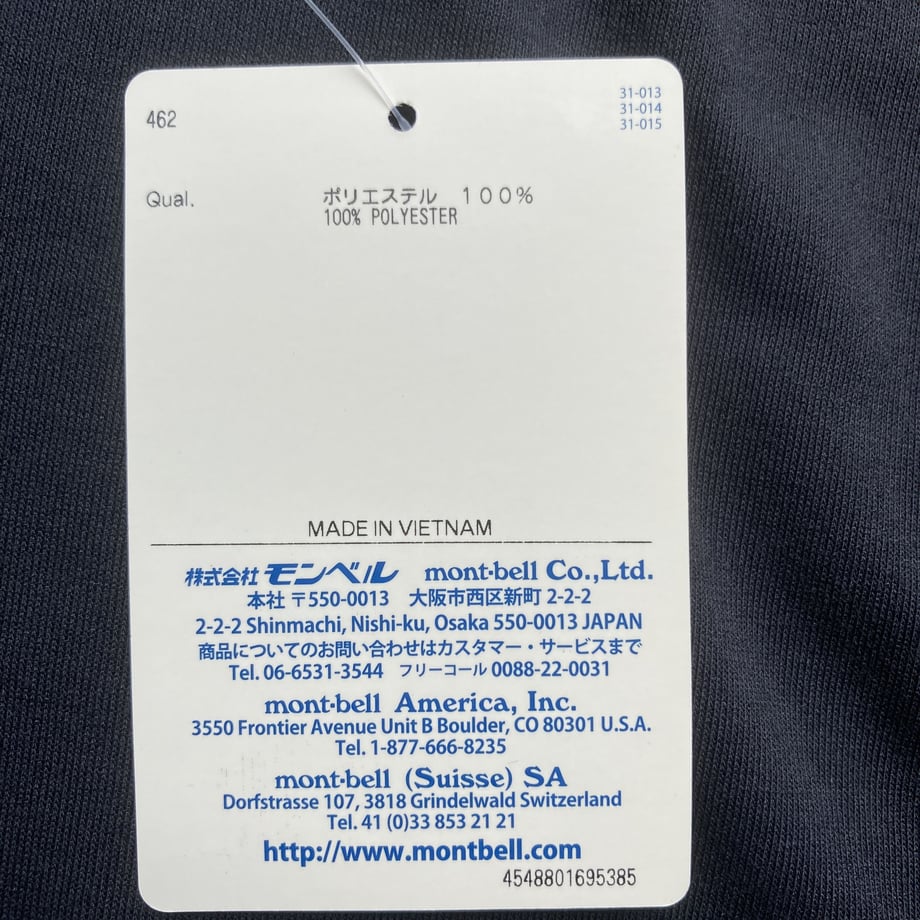 462
31-013
31-014
31-015
Qual. ポリエステル １００％
100% POLYESTER
MADE IN VIETNAM
株式会社 モンベル mont-bell Co.,Ltd.
本社 〒550-0013 大阪市西区新町 2-2-2
2-2-2 Shinmachi, Nishi-ku, Osaka 550-0013 JAPAN
商品についてのお問い合わせはカスタマー・サービスまで
Tel. 06-6531-3544 フリーコール 0088-22-0031
mont-bell America, Inc.
3550 Frontier Avenue Unit B Boulder, CO 80301 U.S.A.
Tel. 1-877-666-8235
mont-bell (Suisse) SA
Dorfstrasse 107, 3818 Grindelwald Switzerland
Tel. 41 (0)33 853 21 21
http://www.montbell.com
4548801695385